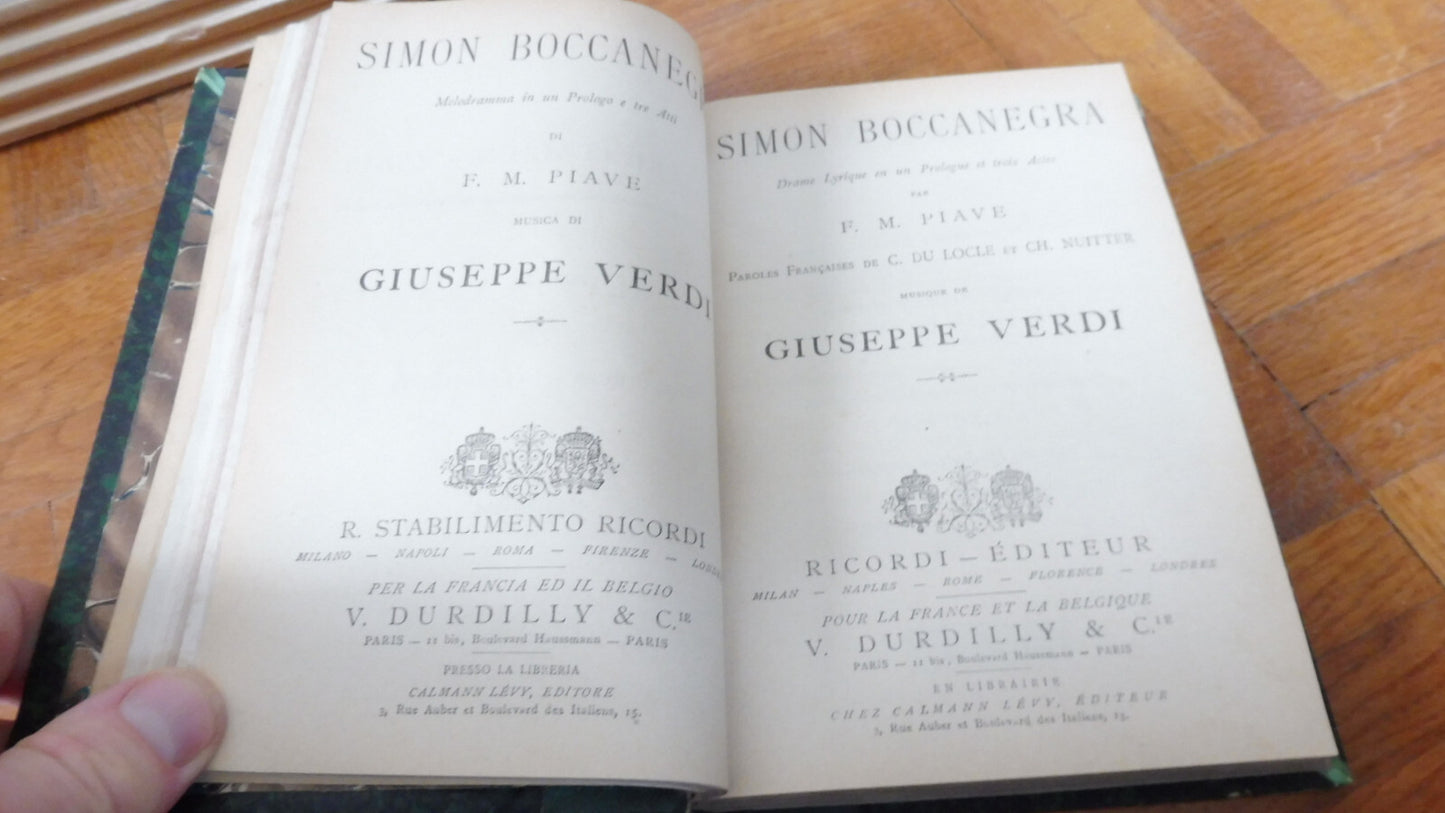 SIMON BOCCANEGR
Melodramma in un Prologo e tre Atti
DI
F. M. PIAVE
MUSICA DI
GIUSEPPE VERDI
R. STABILIMENTO RICORDI
MILANO — NAPOLI — ROMA — FIRENZE — LONDR
PER LA FRANCIA ED IL BELGIO
V. DURDILLY & C.IE
PARIS — 11 bis, Boulevard Haussmann — PARIS
PRESSO LA LIBRERIA
CALMANN LÉVY, EDITORE
3, Rue Auber et Boulevard des Italiens, 15.
SIMON BOCCANEGRA
Drame Lyrique en un Prologue et trois Actes
PAR
F. M. PIAVE
PAROLES FRANÇAISES DE C. DU LOCLE ET CH. NUITTER
MUSIQUE DE
GIUSEPPE VERDI
RICORDI — ÉDITEUR
MILAN — NAPLES — ROME — FLORENCE — LONDRES
POUR LA FRANCE ET LA BELGIQUE
V. DURDILLY & C.IE
PARIS — 11 bis, Boulevard Haussmann — PARIS
EN LIBRAIRIE
CHEZ CALMANN LÉVY, ÉDITEUR
3, Rue Auber et Boulevard des Italiens, 15.